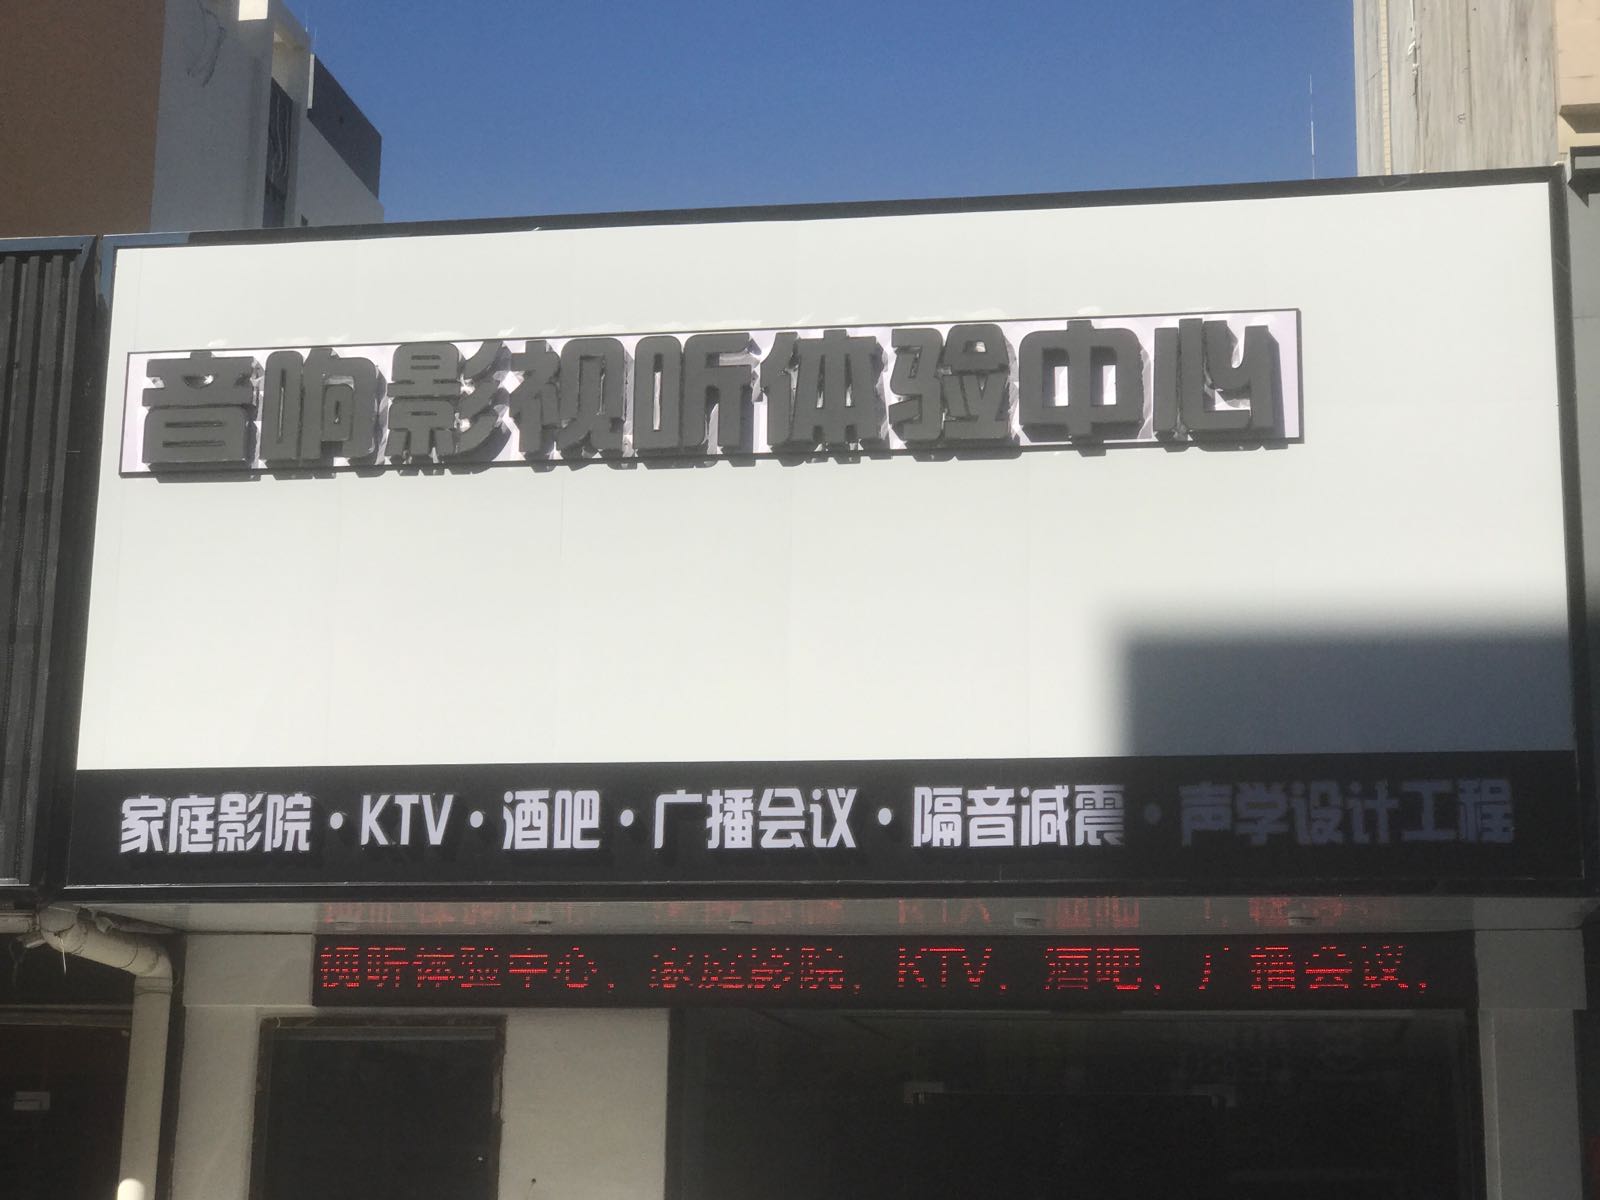 音响影视听体验中心
家庭影院·KTV·酒吧·广播会议·隔音减震·声学设计工程
视听体验中心、家庭影院、KTV、酒吧、广播会议、